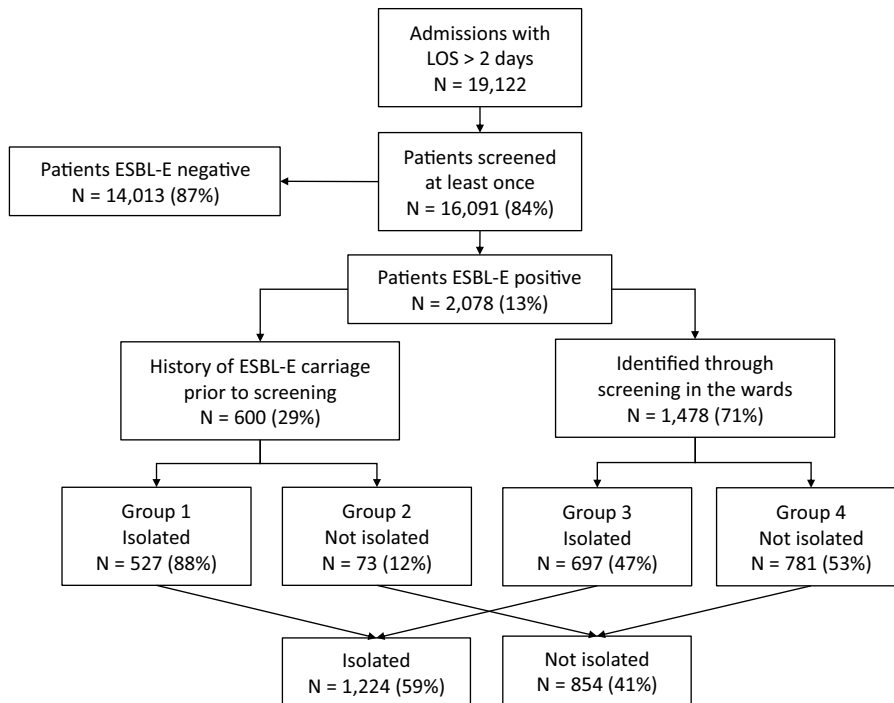 Admissions with
LOS > 2 days
N = 19,122
Patients screened
at least once
N = 16,091 (84%)
Patients ESBL-E negative
N = 14,013 (87%)
Patients ESBL-E positive
N = 2,078 (13%)
History of ESBL-E carriage
prior to screening
N = 600 (29%)
Identified through
screening in the wards
N = 1,478 (71%)
Group 1
Isolated
N = 527 (88%)
Group 2
Not isolated
N = 73 (12%)
Group 3
Isolated
N = 697 (47%)
Group 4
Not isolated
N = 781 (53%)
Isolated
N = 1,224 (59%)
Not isolated
N = 854 (41%)